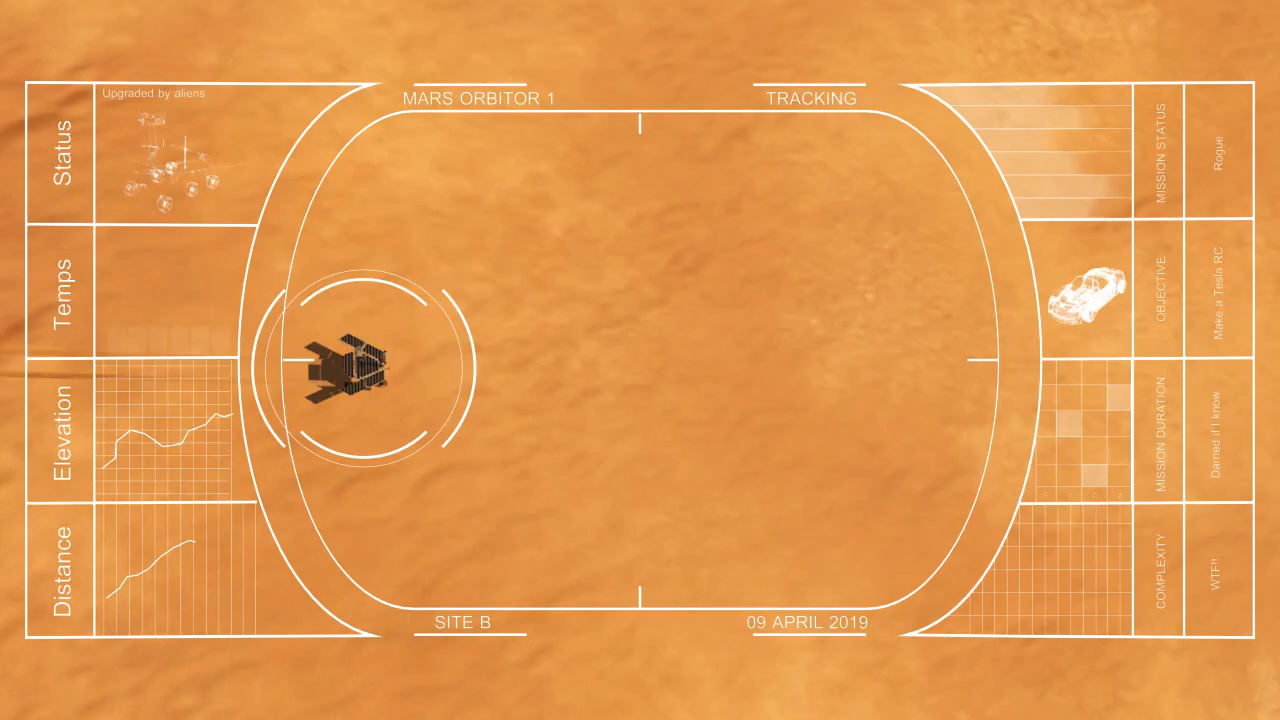 MARS ORBITOR 1
TRACKING
Status
Upgraded by aliens
Temps
Elevation
Distance
MISSION STATUS
Rogue
OBJECTIVE
Make a Tesla RC
MISSION DURATION
Darned if I know
COMPLEXITY
WTF!!
SITE B
09 APRIL 2019